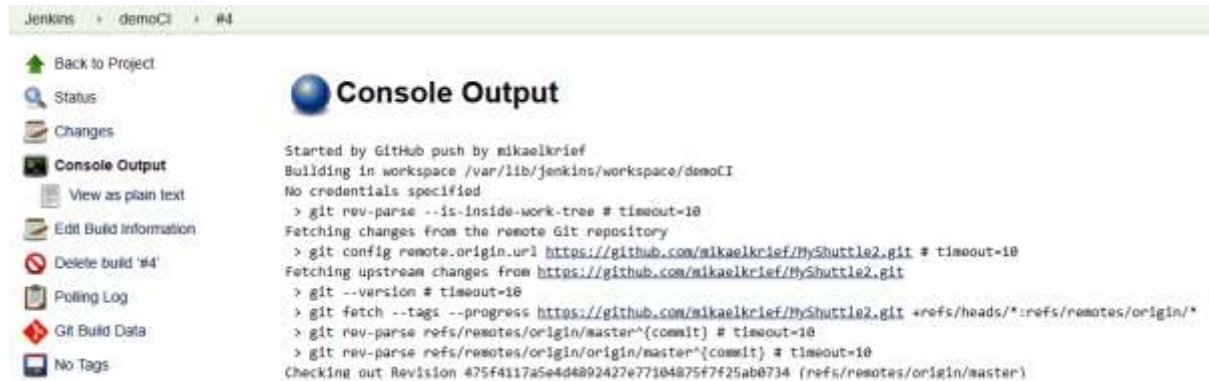 Jenkins › demoCI › #4
Back to Project
Status
Changes
Console Output
View as plain text
Edit Build Information
Delete build '#4'
Polling Log
Git Build Data
No Tags
Console Output
Started by GitHub push by mikaelkrief
Building in workspace /var/lib/jenkins/workspace/demoCI
No credentials specified
> git rev-parse --is-inside-work-tree # timeout=10
Fetching changes from the remote Git repository
> git config remote.origin.url https://github.com/mikaelkrief/MyShuttle2.git # timeout=10
Fetching upstream changes from https://github.com/mikaelkrief/MyShuttle2.git
> git --version # timeout=10
> git fetch --tags --progress https://github.com/mikaelkrief/MyShuttle2.git +refs/heads/*:refs/remotes/origin/*
> git rev-parse refs/remotes/origin/master^{commit} # timeout=10
> git rev-parse refs/remotes/origin/origin/master^{commit} # timeout=10
Checking out Revision 475f4117a5e4d4892427e77104875f7f25ab0734 (refs/remotes/origin/master)